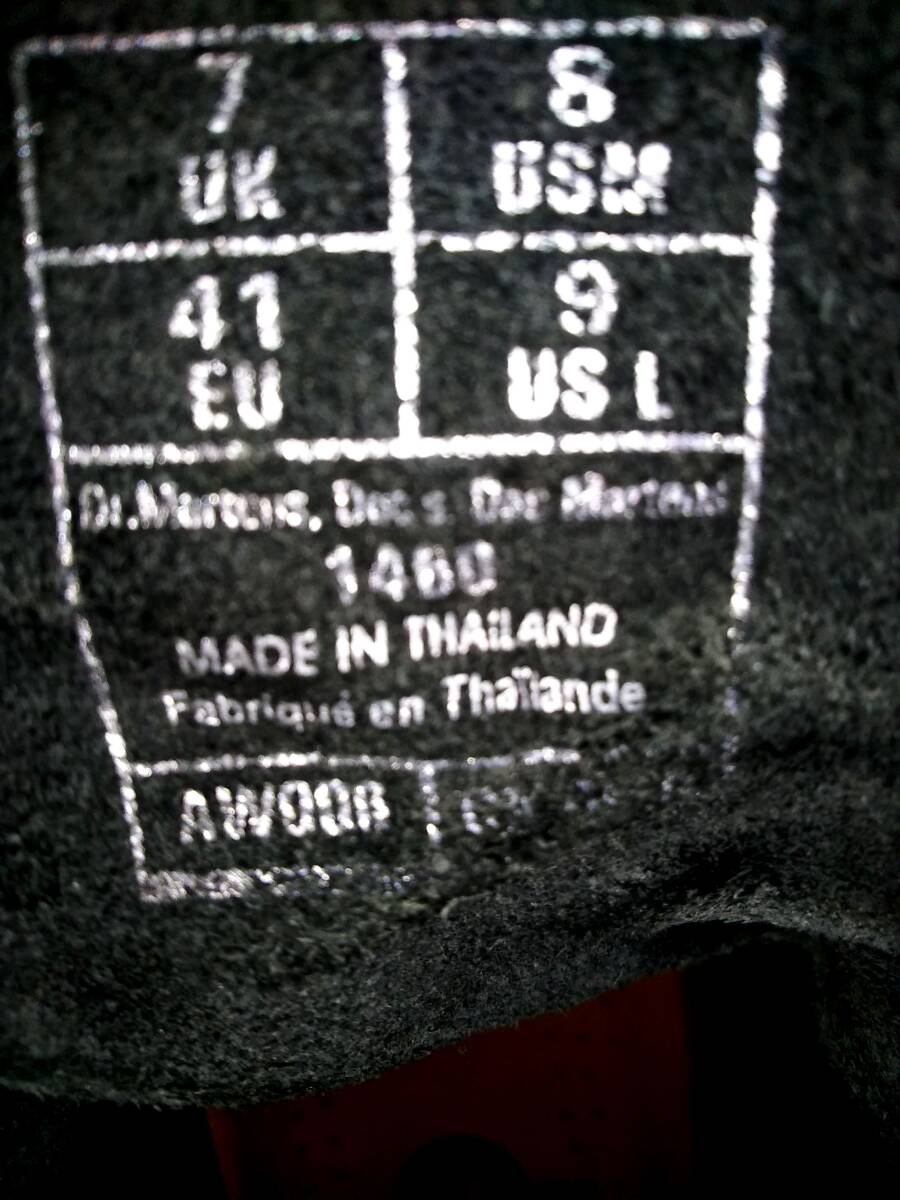 7 8
UK USM
41 9
EU US L
Dr.Martens, Doc's, Doc Martens
1460
MADE IN THAILAND
Fabriqué en Thaïlande
AW00R